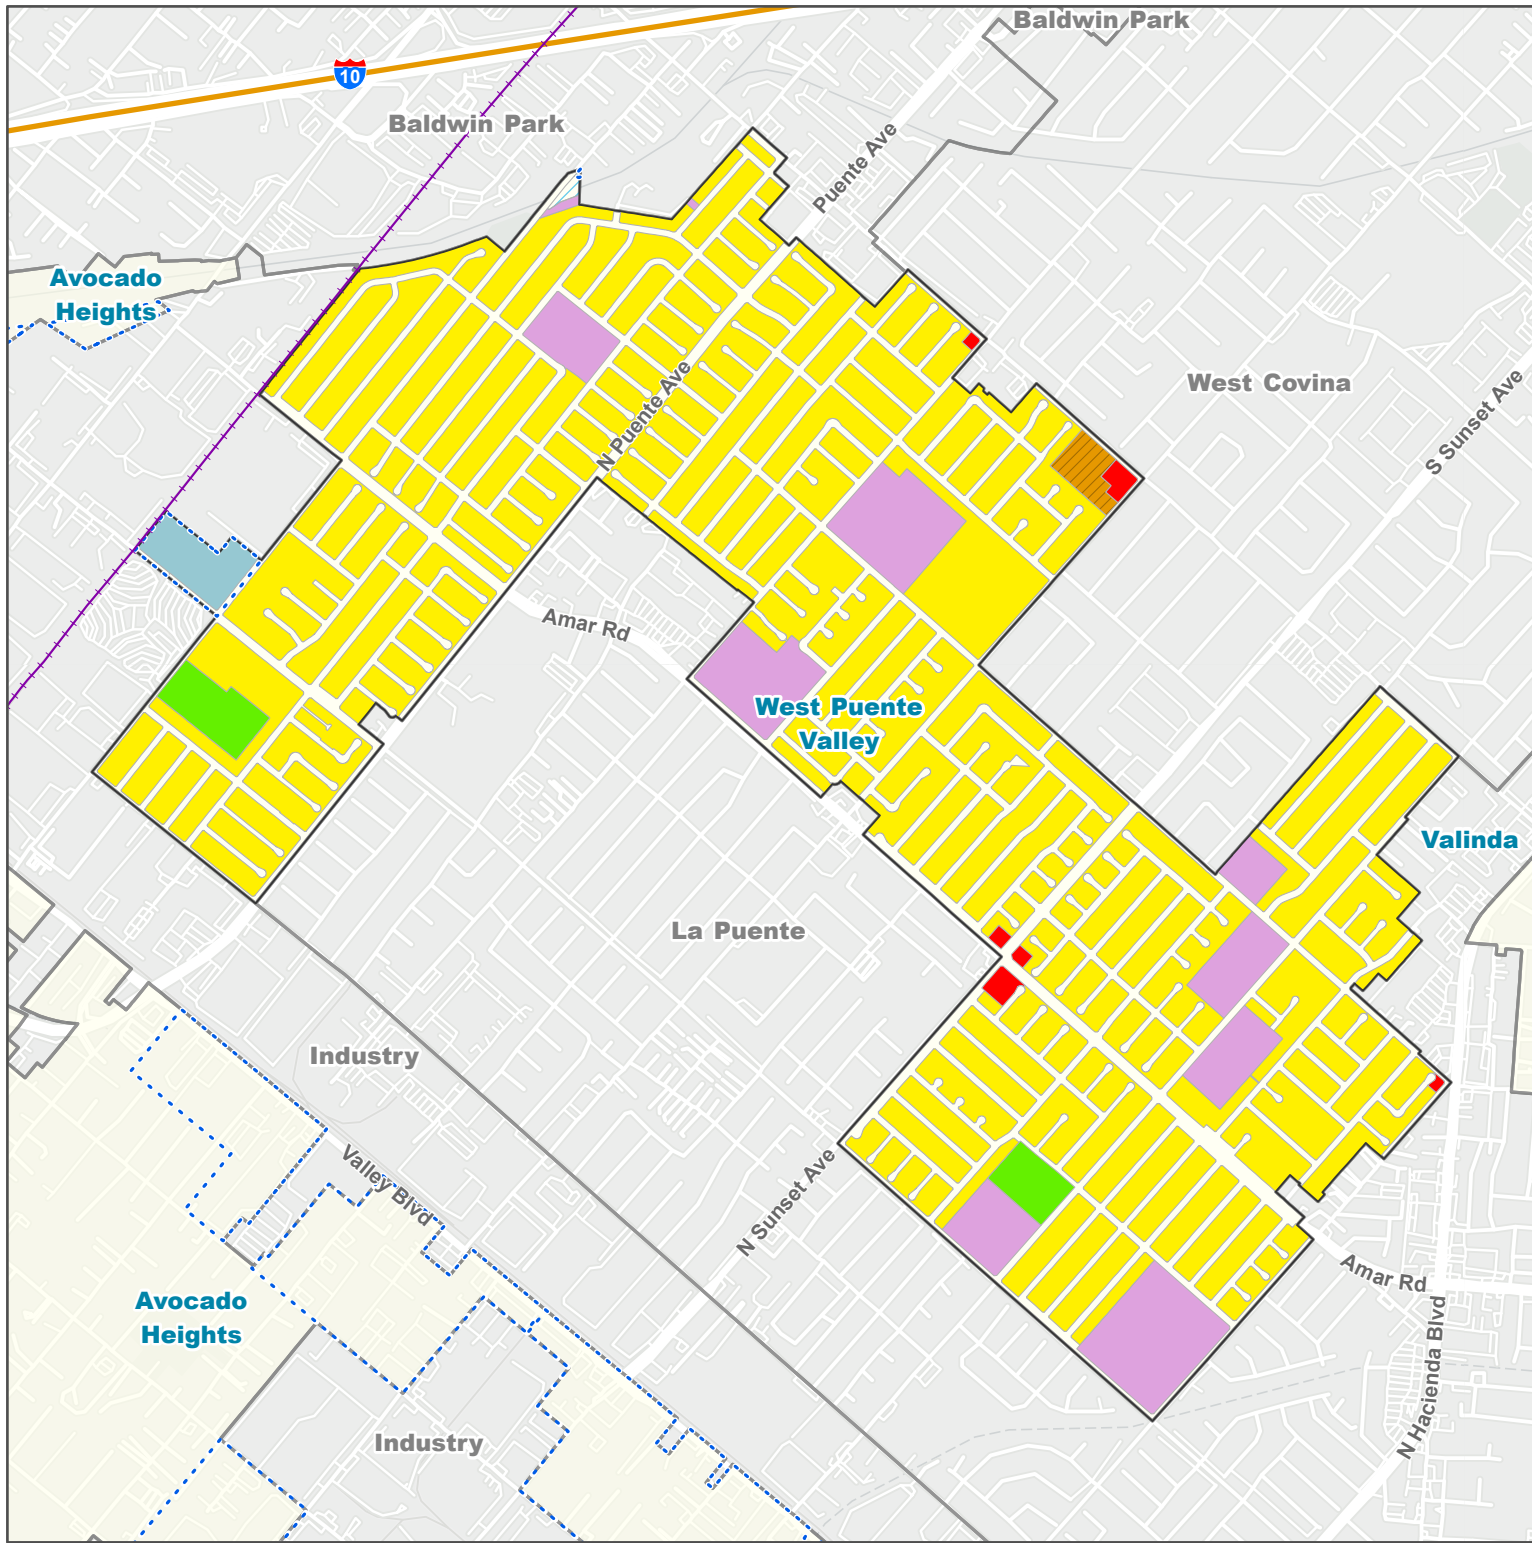 Baldwin Park
10
Baldwin Park
Puente Ave
Avocado
Heights
West Covina
S Sunset Ave
N Puente Ave
Amar Rd
West Puente
Valley
Valinda
La Puente
Industry
Valley Blvd
N Sunset Ave
Amar Rd
Avocado
Heights
N Hacienda Blvd
Industry